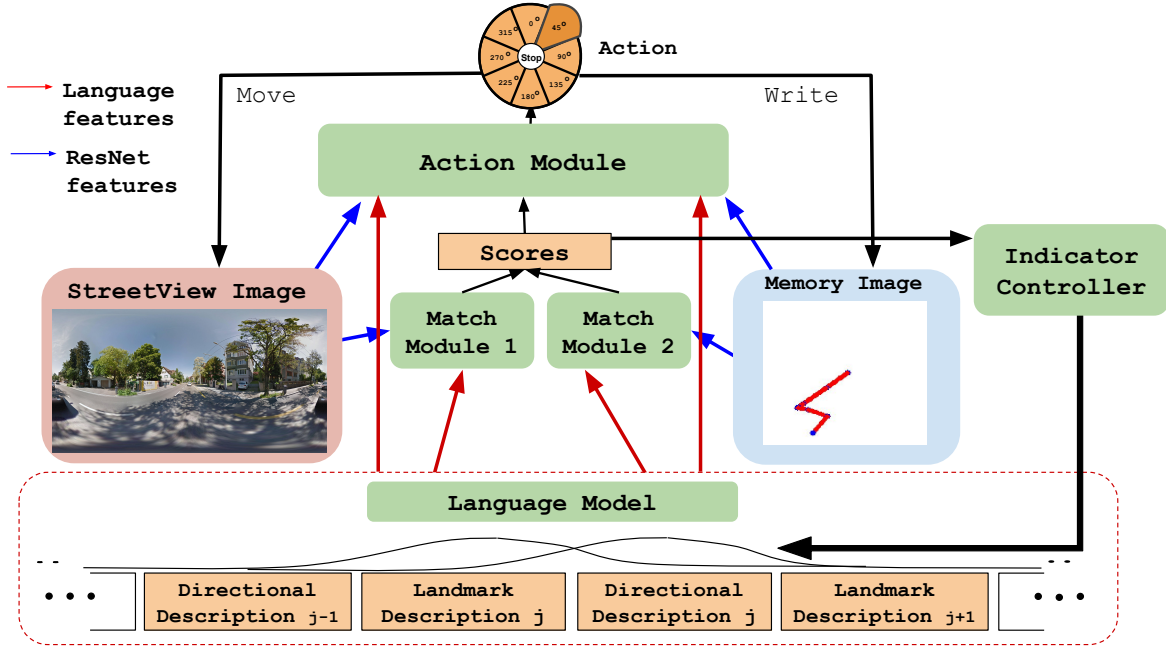 0°
45°
90°
135°
180°
225°
270°
315°
Stop
Action
Language
features
ResNet
features
Move
Write
Action Module
Scores
Indicator
Controller
StreetView Image
Match
Module 1
Match
Module 2
Memory Image
Language Model
- -
- -
• • •
Directional
Description j-1
Landmark
Description j
Directional
Description j
Landmark
Description j+1
• • •